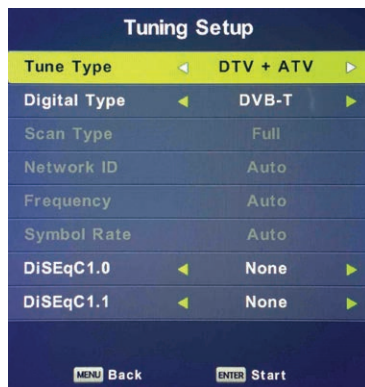 Tuning Setup
Tune Type DTV + ATV
Digital Type DVB-T
Scan Type Full
Network ID Auto
Frequency Auto
Symbol Rate Auto
DiSEqC1.0 None
DiSEqC1.1 None
MENU Back ENTER Start